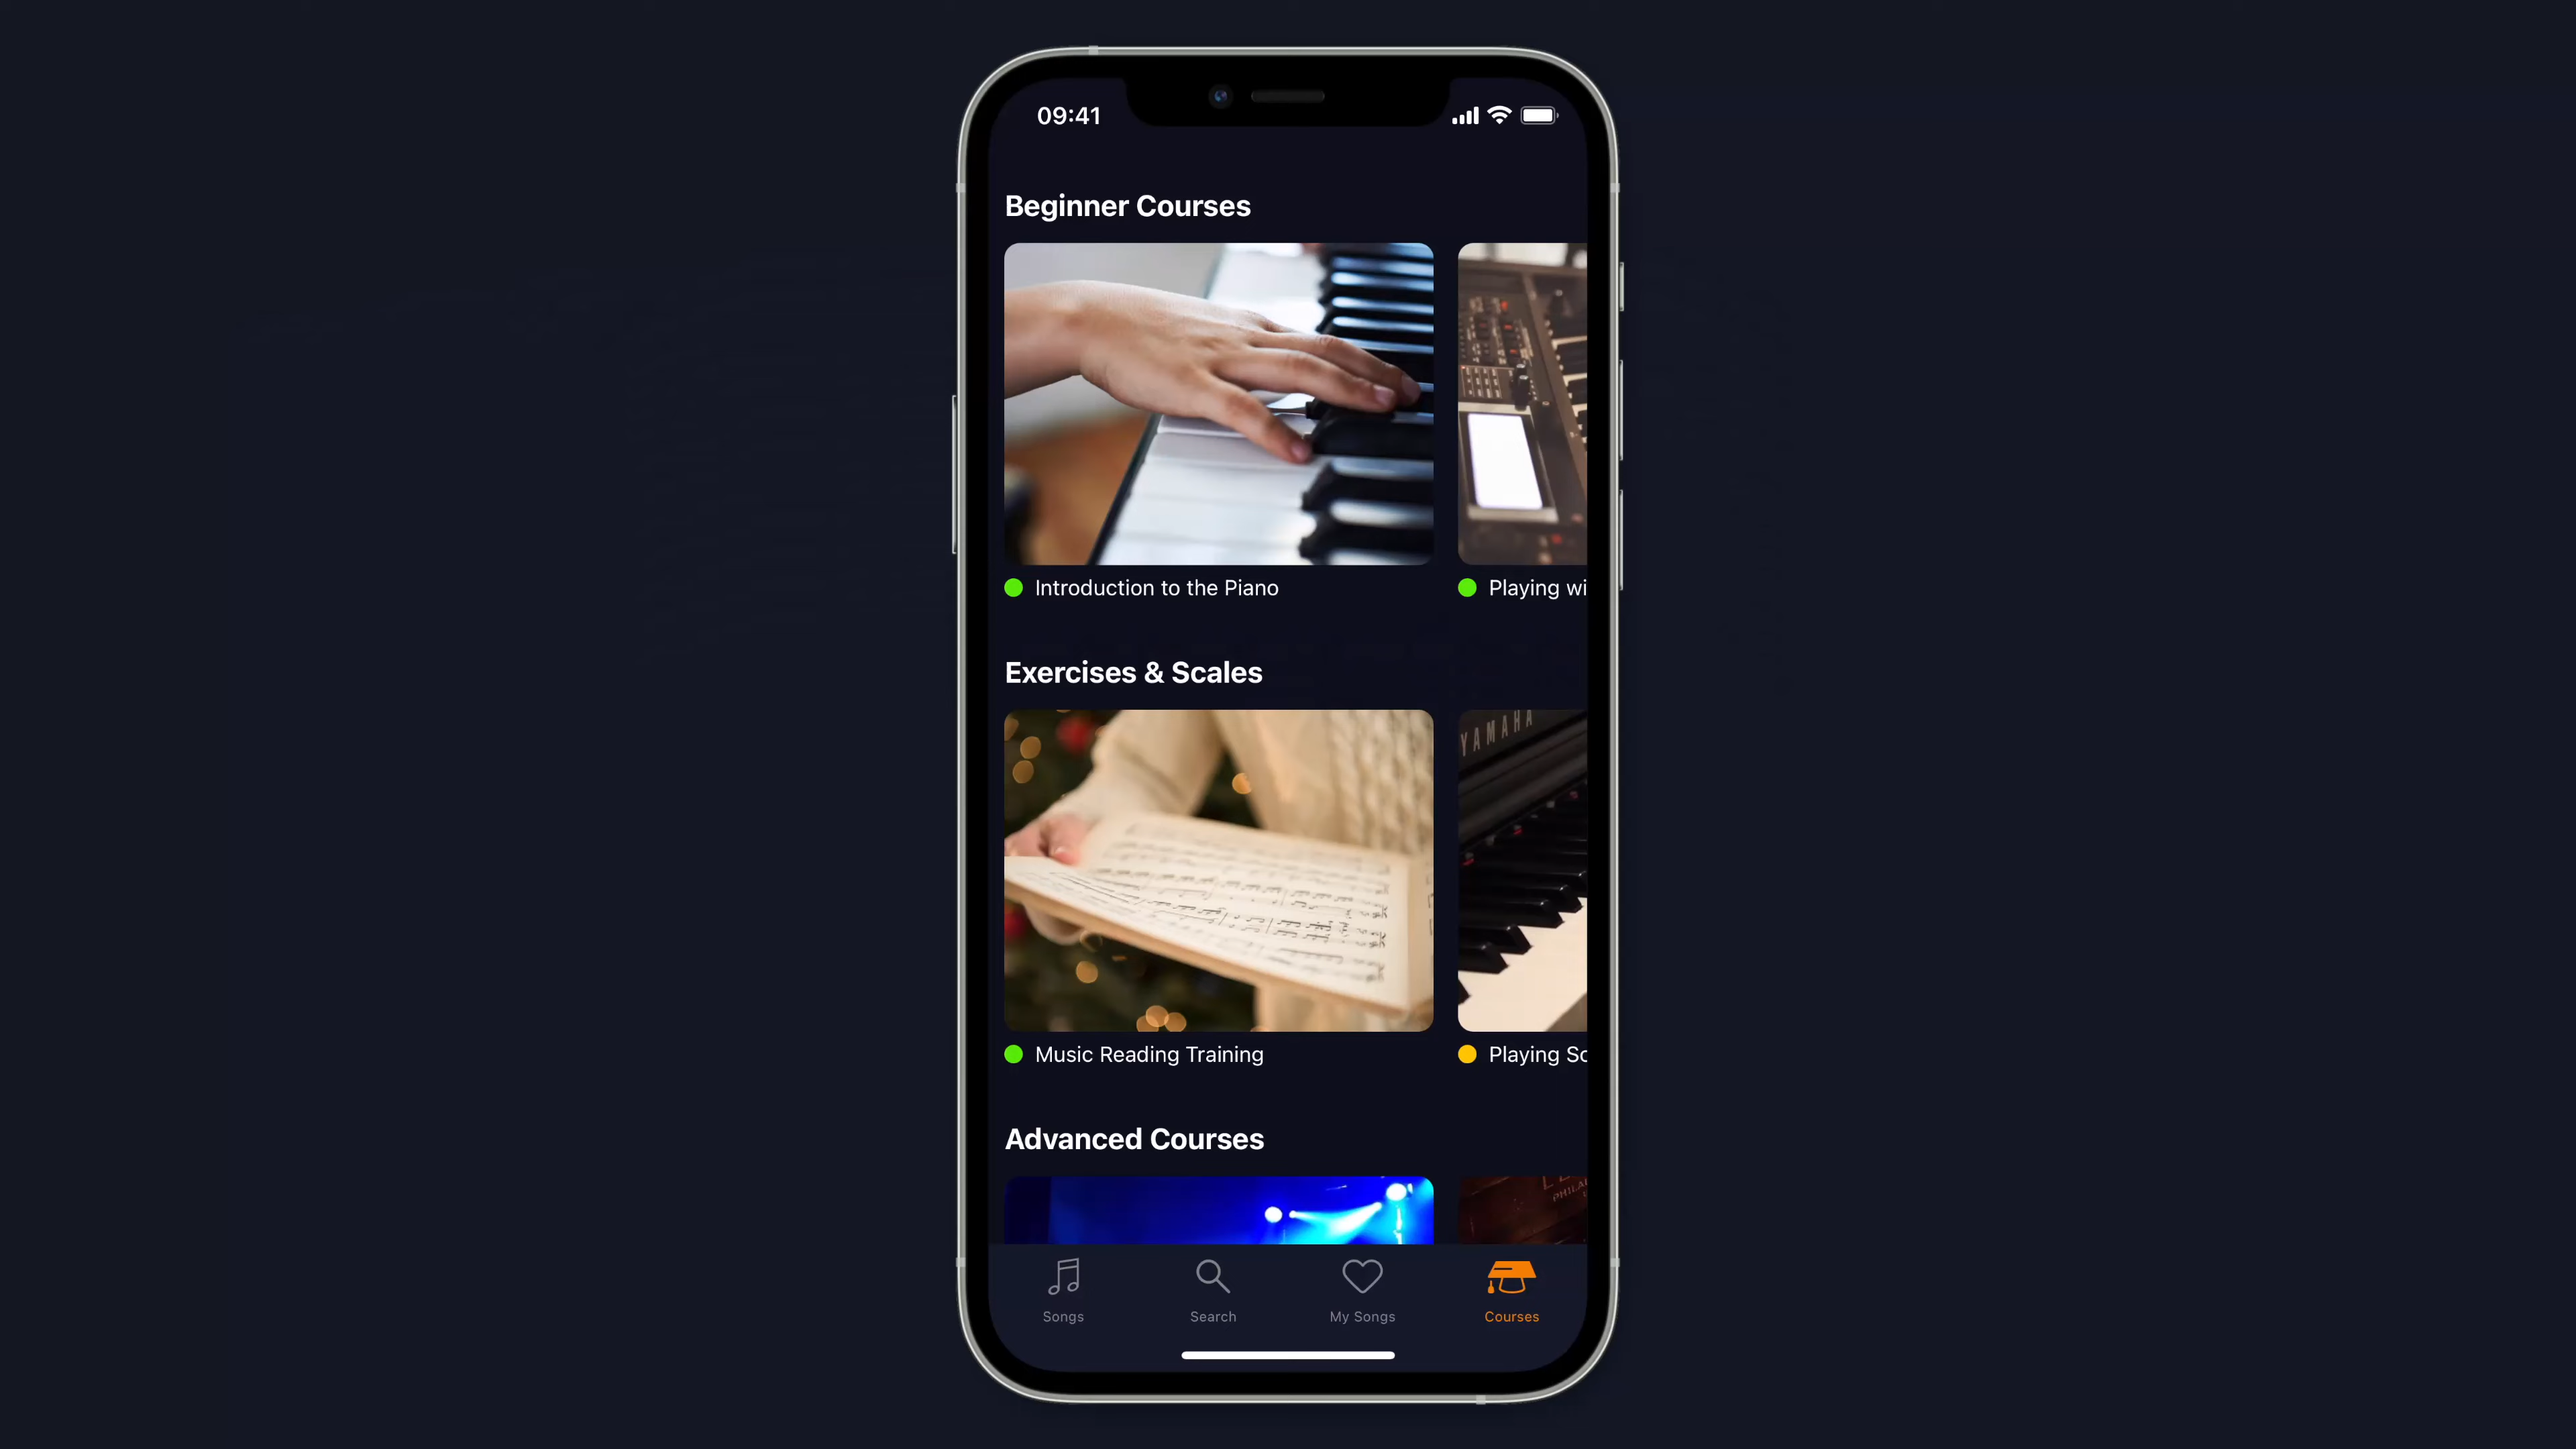 09:41
Beginner Courses
Introduction to the Piano
Playing wi
Exercises & Scales
YAMAHA
Music Reading Training
Playing Sc
Advanced Courses
Songs
Search
My Songs
Courses